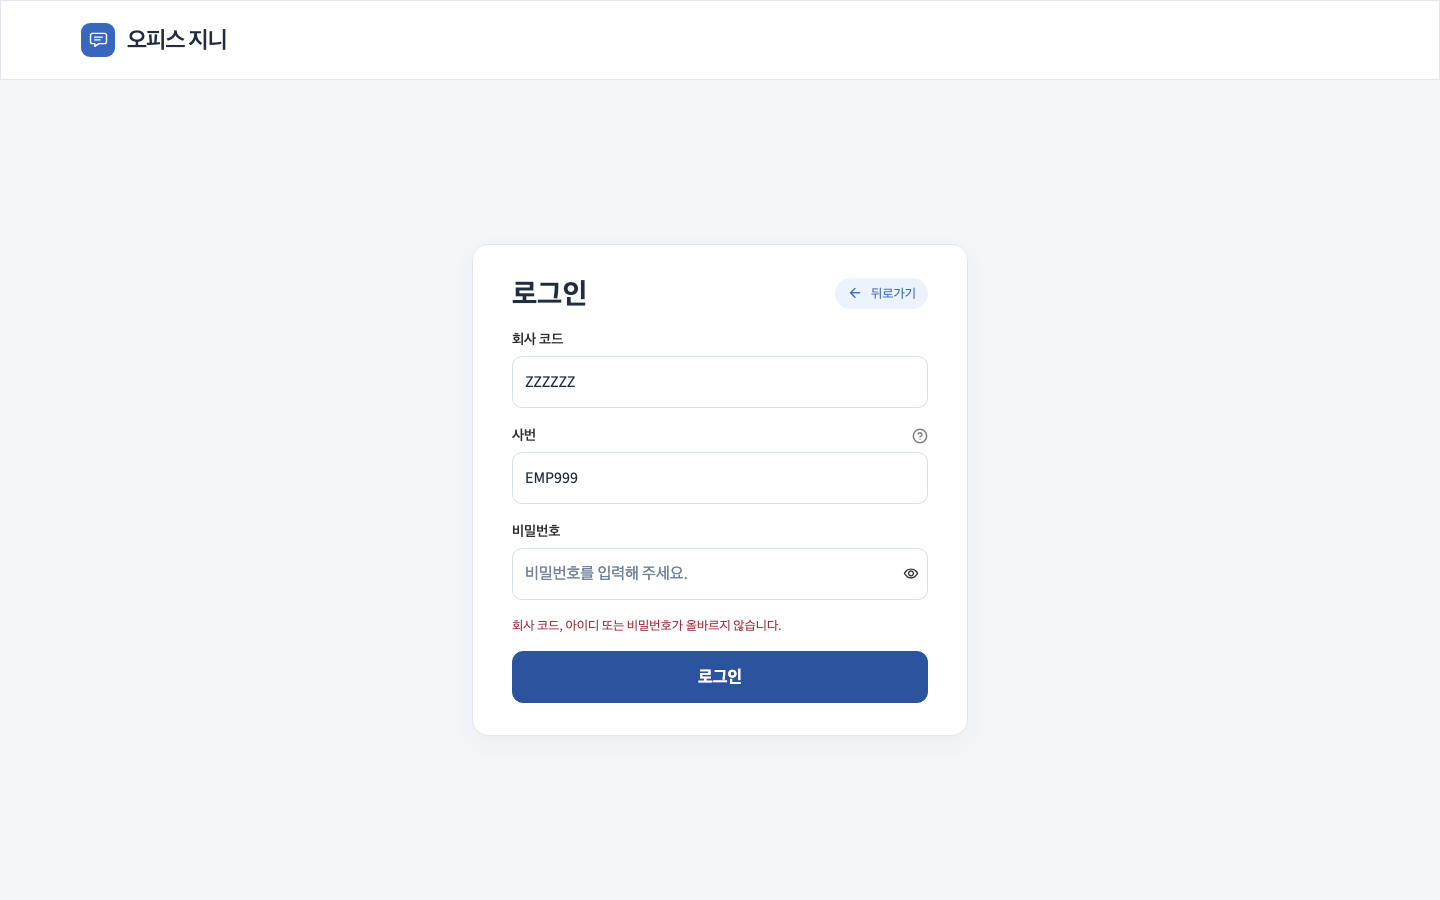 오피스 지니
로그인
뒤로가기
회사 코드
ZZZZZZ
사번
EMP999
비밀번호
비밀번호를 입력해 주세요.
회사 코드, 아이디 또는 비밀번호가 올바르지 않습니다.
로그인